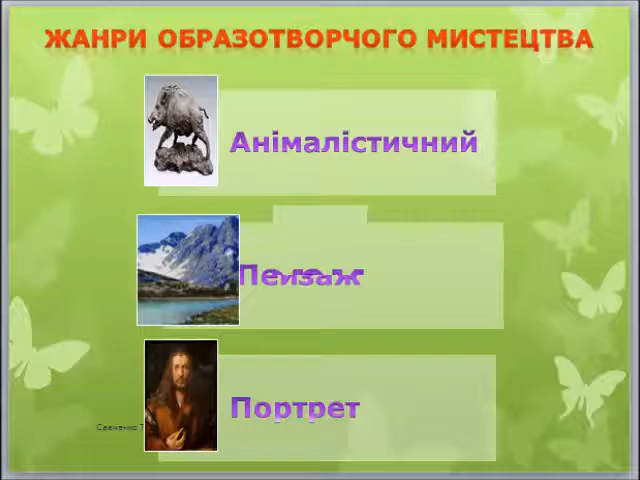 ЖАНРИ ОБРАЗОТВОРЧОГО МИСТЕЦТВА
Анімалістичний
Пейзаж
Портрет